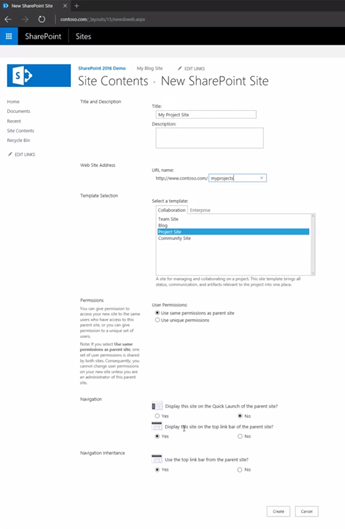 SharePoint
contoso.com/_layouts/15/newsbweb.aspx
SharePoint Sites
SharePoint 2016 Demo My Blog Site EDIT LINKS
Site Contents › New SharePoint Site
Home
Documents
Recent
Site Contents
Recycle Bin
EDIT LINKS
Title and Description
Title:
My Project Site
Description:
Web Site Address
URL name:
http://www.contoso.com/ myprojects
Template Selection
Select a template:
Collaboration Enterprise
Team Site
Blog
Project Site
Community Site
A site for managing and collaborating on a project. This site template brings all
status, communication, and artifacts relevant to the project into one place.
Permissions
You can give permission to
access your new site to the same
users who have access to this
parent site, or you can give
permission to a unique set of
users.
Note: If you select Use same
permissions as parent site, one
set of user permissions is shared
by both sites. Consequently, you
cannot change user permissions
on your new site unless you are
an administrator of this parent
site.
User Permissions:
Use same permissions as parent site
Use unique permissions
Navigation
Display this site on the Quick Launch of the parent site?
Yes No
Display this site on the top link bar of the parent site?
Yes No
Navigation Inheritance
Use the top link bar from the parent site?
Yes No
Create Cancel